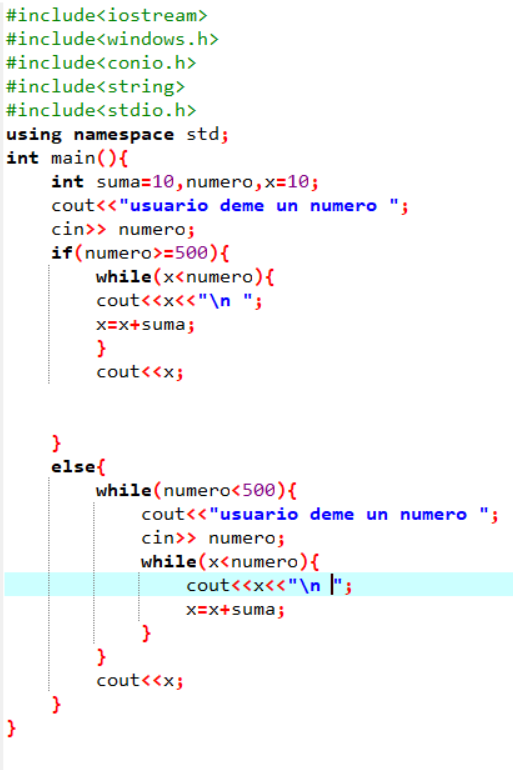 #include<iostream>
#include<windows.h>
#include<conio.h>
#include<string>
#include<stdio.h>
using namespace std;
int main(){
    int suma=10,numero,x=10;
    cout<<"usuario deme un numero ";
    cin>> numero;
    if(numero>=500){
        while(x<numero){
        cout<<x<<"\n ";
        x=x+suma;
        }
        cout<<x;
    }
    else{
        while(numero<500){
            cout<<"usuario deme un numero ";
            cin>> numero;
            while(x<numero){
                cout<<x<<"\n ";
                x=x+suma;
            }
        }
        cout<<x;
    }
}